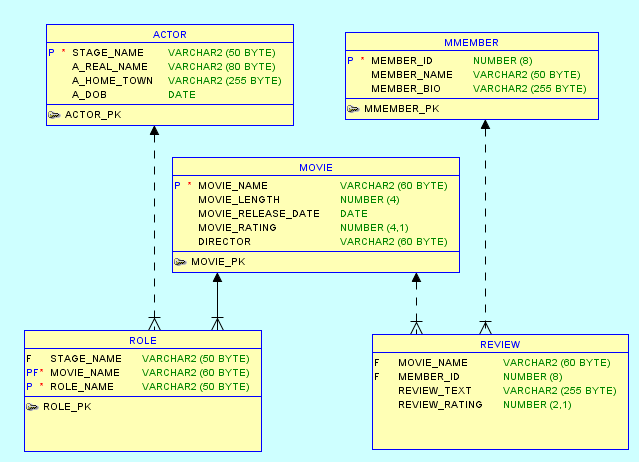 ACTOR
P * STAGE_NAME VARCHAR2 (50 BYTE)
A_REAL_NAME VARCHAR2 (80 BYTE)
A_HOME_TOWN VARCHAR2 (255 BYTE)
A_DOB DATE
ACTOR_PK
MMEMBER
P * MEMBER_ID NUMBER (8)
MEMBER_NAME VARCHAR2 (50 BYTE)
MEMBER_BIO VARCHAR2 (255 BYTE)
MMEMBER_PK
MOVIE
P * MOVIE_NAME VARCHAR2 (60 BYTE)
MOVIE_LENGTH NUMBER (4)
MOVIE_RELEASE_DATE DATE
MOVIE_RATING NUMBER (4,1)
DIRECTOR VARCHAR2 (60 BYTE)
MOVIE_PK
ROLE
F STAGE_NAME VARCHAR2 (50 BYTE)
PF* MOVIE_NAME VARCHAR2 (60 BYTE)
P * ROLE_NAME VARCHAR2 (50 BYTE)
ROLE_PK
REVIEW
F MOVIE_NAME VARCHAR2 (60 BYTE)
F MEMBER_ID NUMBER (8)
REVIEW_TEXT VARCHAR2 (255 BYTE)
REVIEW_RATING NUMBER (2,1)